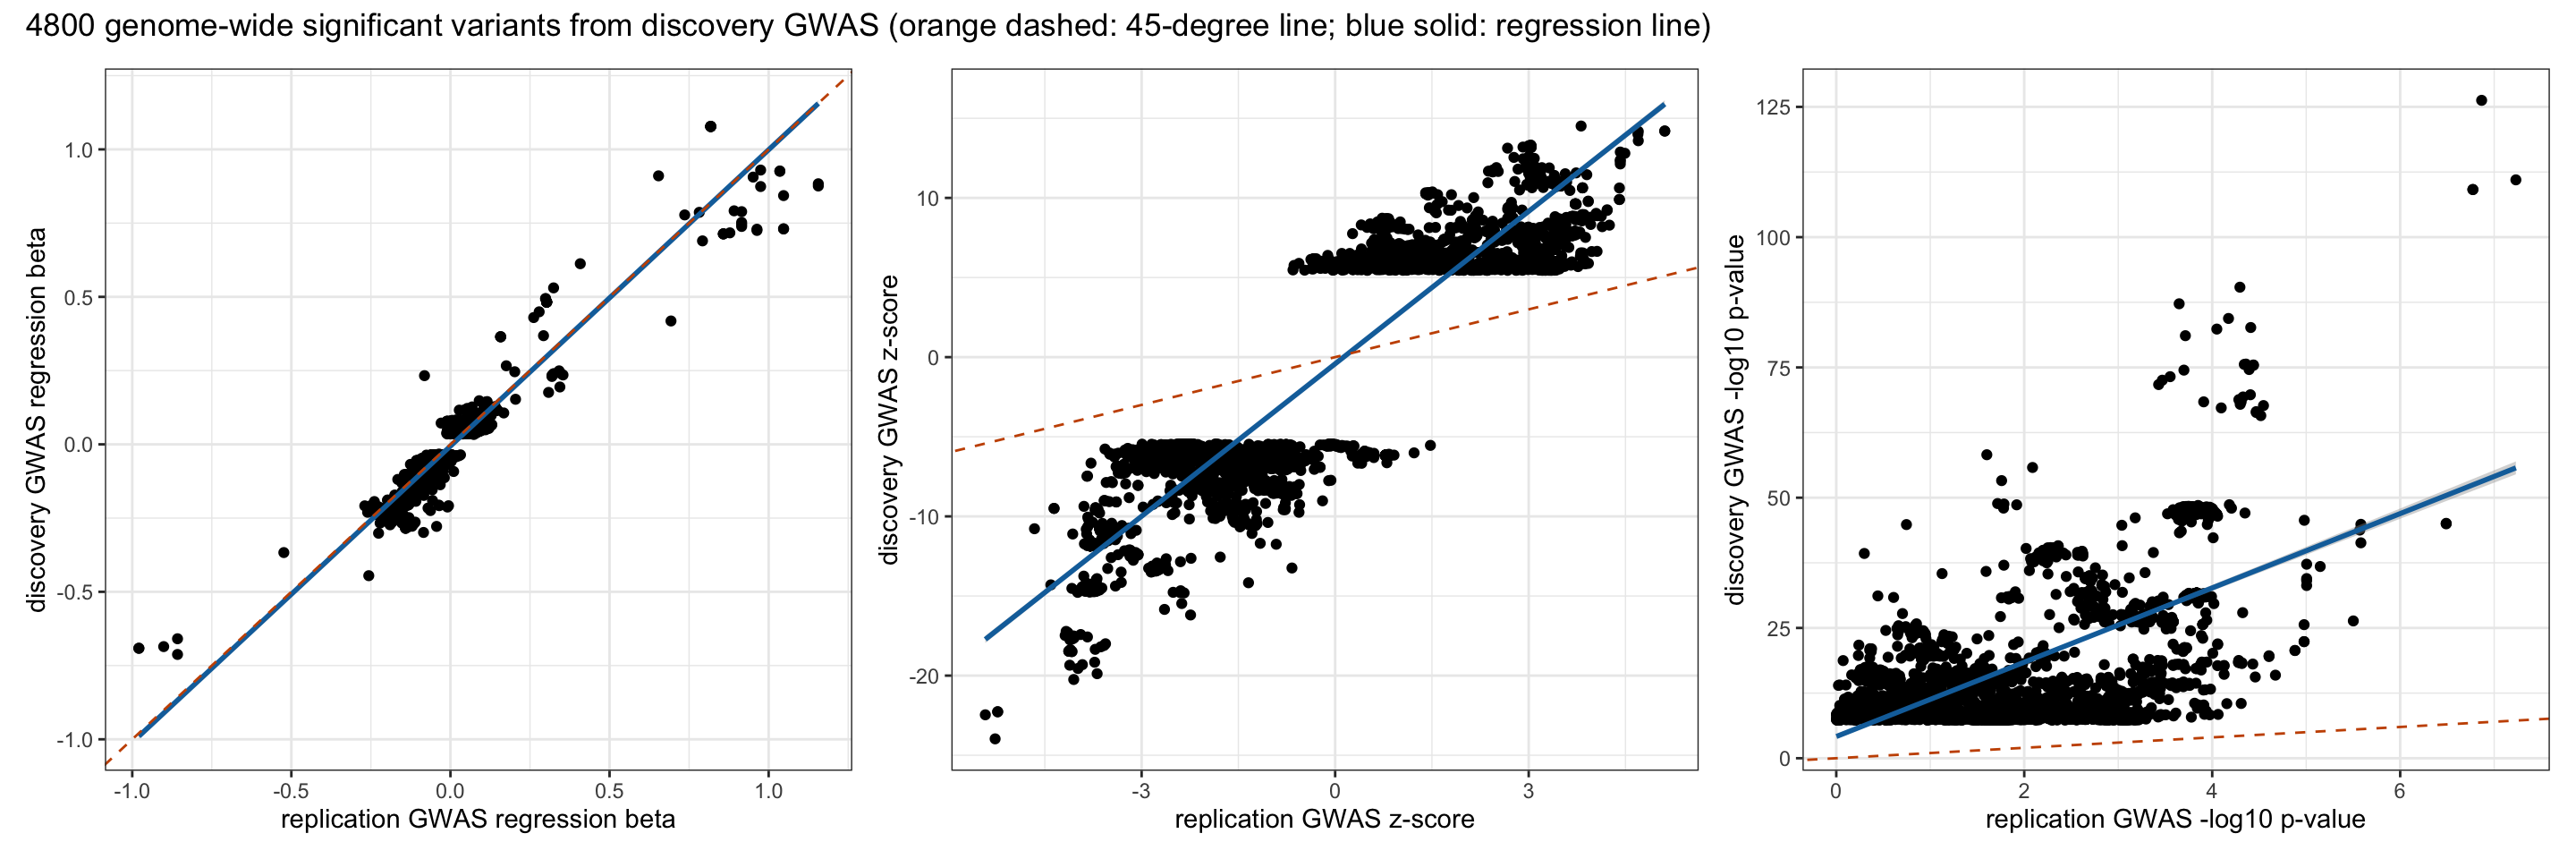 4800 genome-wide significant variants from discovery GWAS (orange dashed: 45-degree line; blue solid: regression line)
discovery GWAS regression beta
1.0
0.5
0.0
-0.5
-1.0
-1.0 -0.5 0.0 0.5 1.0
replication GWAS regression beta
discovery GWAS z-score
10
0
-10
-20
-3 0 3
replication GWAS z-score
discovery GWAS -log10 p-value
125
100
75
50
25
0
0 2 4 6
replication GWAS -log10 p-value